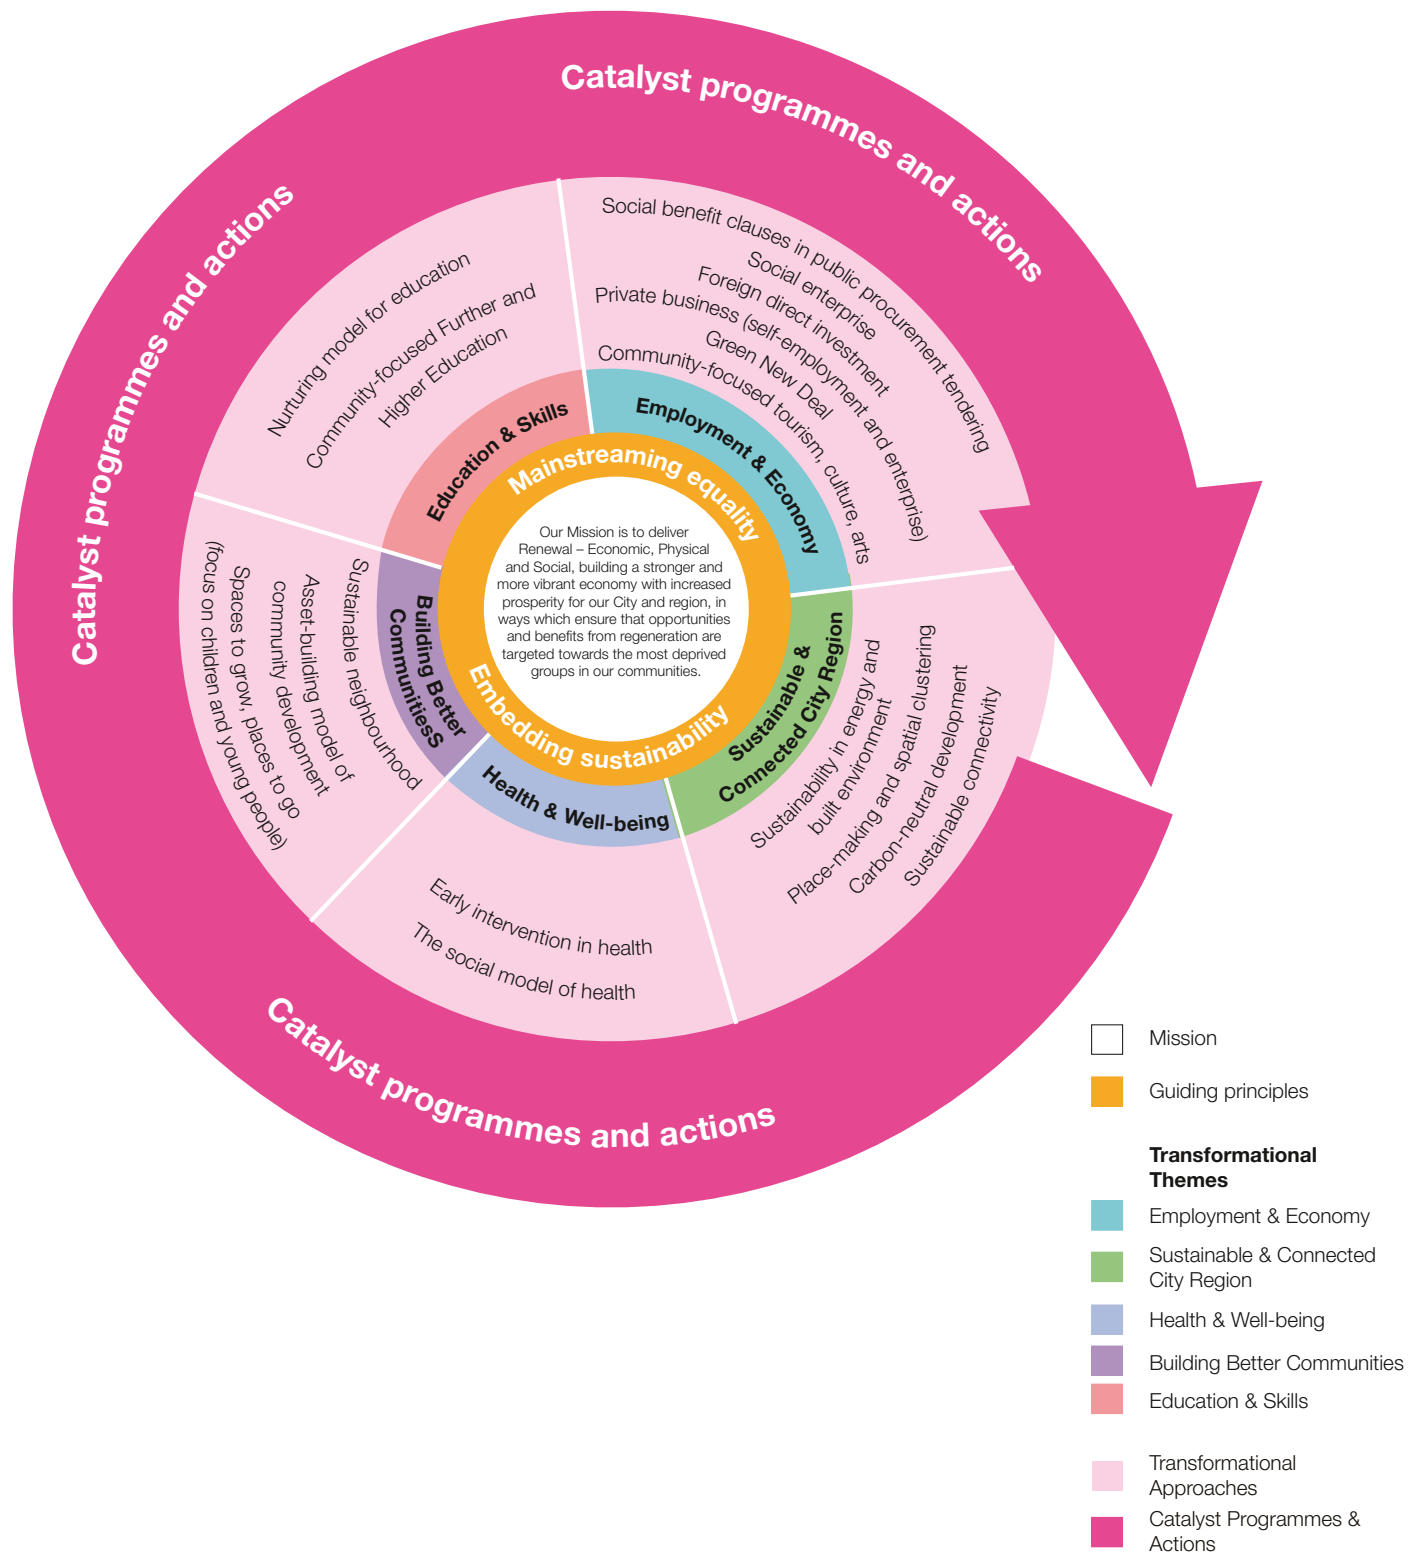 Catalyst programmes and actions
Catalyst programmes and actions
Catalyst programmes and actions
Social benefit clauses in public procurement tendering
Social enterprise
Foreign direct investment
Private business (self-employment and enterprise)
Green New Deal
Community-focused tourism, culture, arts
Employment & Economy
Nurturing model for education
Community-focused Further and
Higher Education
Education & Skills
Mainstreaming equality
Our Mission is to deliver
Renewal – Economic, Physical
and Social, building a stronger and
more vibrant economy with increased
prosperity for our City and region, in
ways which ensure that opportunities
and benefits from regeneration are
targeted towards the most deprived
groups in our communities.
Embedding sustainability
Building Better
CommunitiesS
Sustainable neighbourhood
Asset-building model of
community development
Spaces to grow, places to go
(focus on children and young people)
Sustainable &
Connected City Region
Sustainability in energy and
built environment
Place-making and spatial clustering
Carbon-neutral development
Sustainable connectivity
Health & Well-being
Early intervention in health
The social model of health
Mission
Guiding principles
Transformational
Themes
Employment & Economy
Sustainable & Connected
City Region
Health & Well-being
Building Better Communities
Education & Skills
Transformational
Approaches
Catalyst Programmes &
Actions